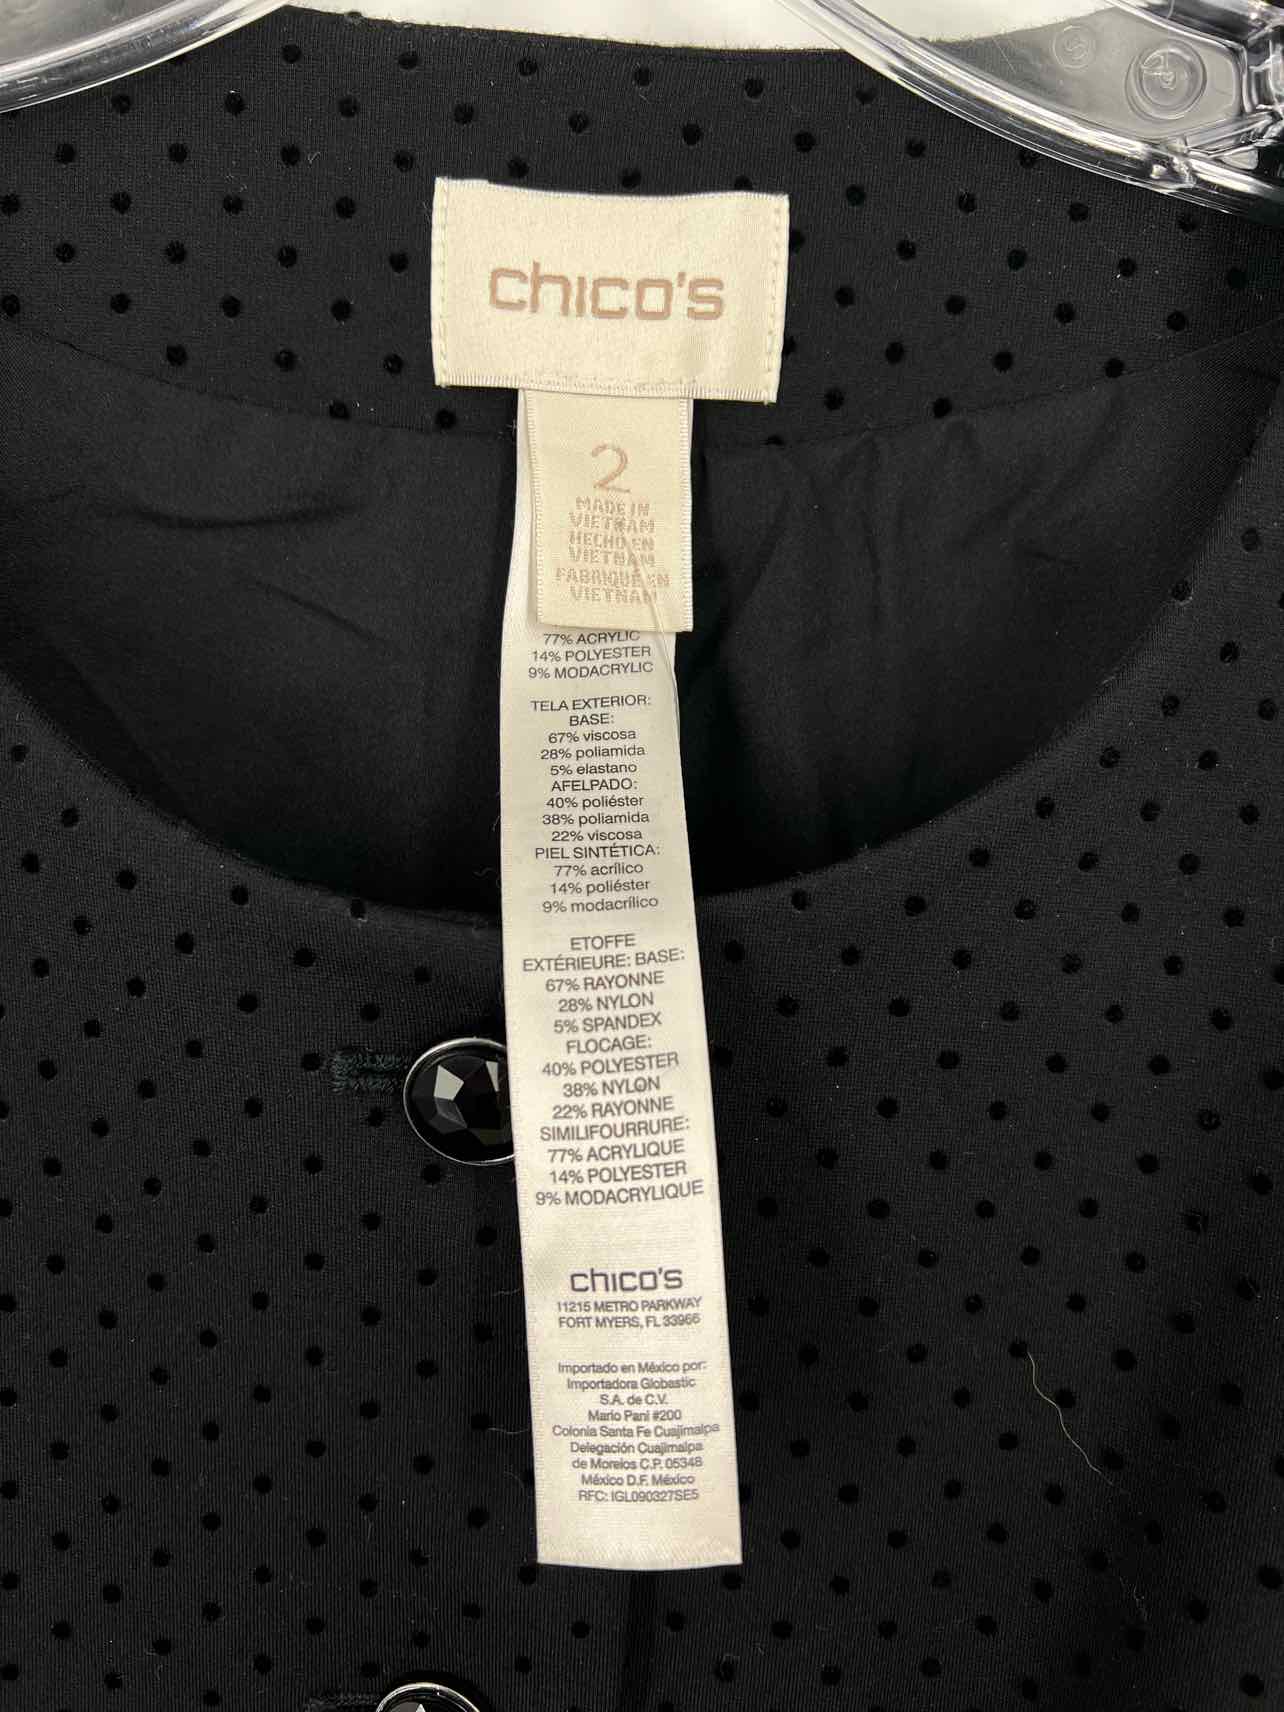 chico's
2
MADE IN
VIETNAM
HECHO EN
VIETNAM
FABRIQUE EN
VIETNAM
77% ACRYLIC
14% POLYESTER
9% MODACRYLIC
TELA EXTERIOR:
BASE:
67% viscosa
28% poliamida
5% elastano
AFELPADO:
40% poliéster
38% poliamida
22% viscosa
PIEL SINTÉTICA:
77% acrílico
14% poliéster
9% modacrílico
ETOFFE
EXTÉRIEURE: BASE:
67% RAYONNE
28% NYLON
5% SPANDEX
FLOCAGE:
40% POLYESTER
38% NYLON
22% RAYONNE
SIMILIFOURRURE:
77% ACRYLIQUE
14% POLYESTER
9% MODACRYLIQUE
chico's
11215 METRO PARKWAY
FORT MYERS, FL 33966
Importado en México por:
Importadora Globastic
S.A. de C.V.
Mario Pani #200
Colonia Santa Fe Cuajimalpa
Delegación Cuajimalpa
de Morelos C.P. 05348
México D.F. México
RFC: IGL090327SE5